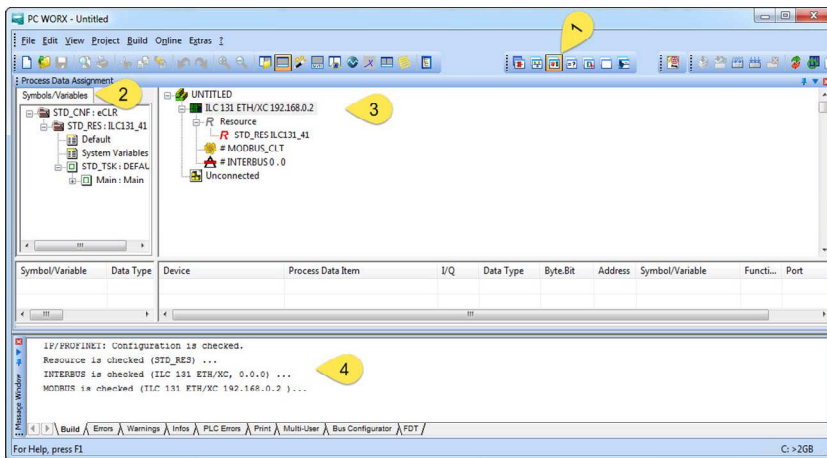 PC WORX - Untitled
File Edit View Project Build Online Extras ?
1
Process Data Assignment
Symbols/Variables
2
STD_CNF : eCLR
STD_RES : ILC131_41
Default
System Variables
STD_TSK : DEFAU
Main : Main
UNTITLED
ILC 131 ETH/XC 192.168.0.2
3
R Resource
R STD_RES ILC131_41
# MODBUS_CLT
# INTERBUS 0 . 0
Unconnected
Symbol/Variable Data Type
Device Process Data Item I/Q Data Type Byte.Bit Address Symbol/Variable Functi... Port
Message Window
IP/PROFINET: Configuration is checked.
Resource is checked (STD_RES) ...
INTERBUS is checked (ILC 131 ETH/XC, 0.0.0) ...
MODBUS is checked (ILC 131 ETH/XC 192.168.0.2 )...
4
Build Errors Warnings Infos PLC Errors Print Multi-User Bus Configurator FDT
For Help, press F1 C: >2GB